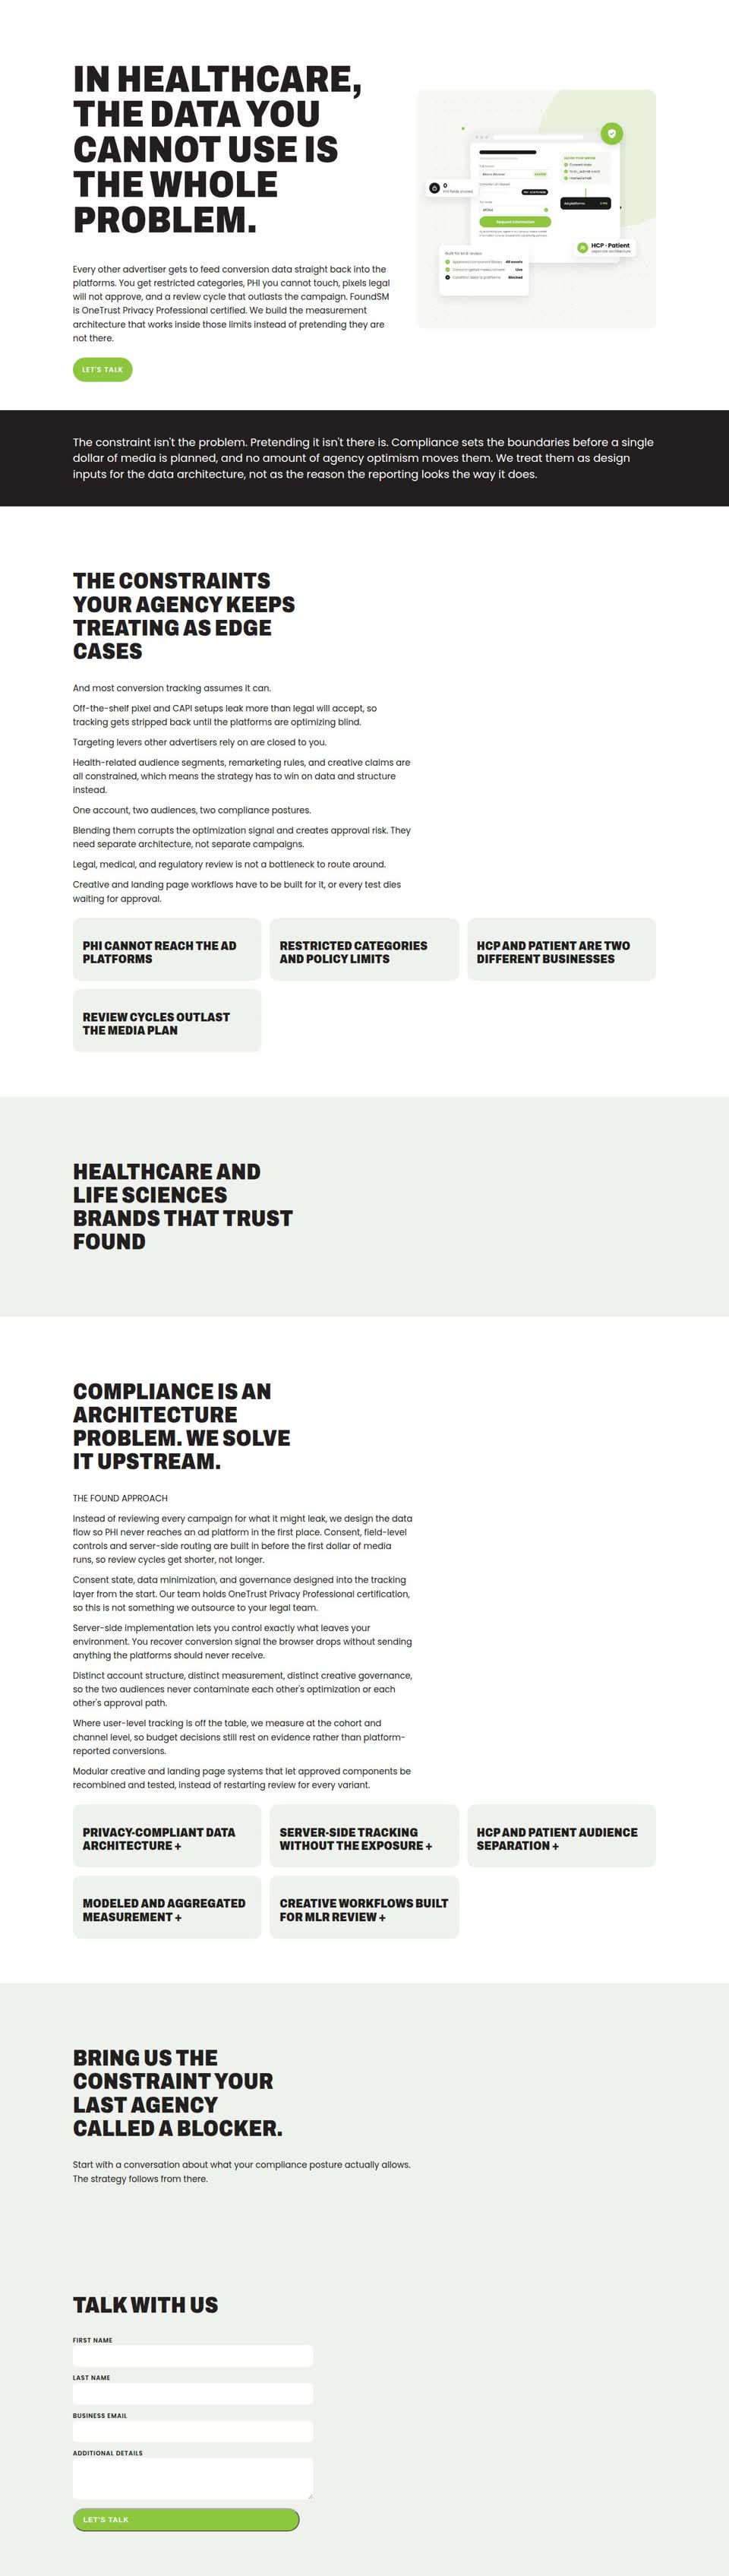 IN HEALTHCARE,
THE DATA YOU
CANNOT USE IS
THE WHOLE
PROBLEM.
Every other advertiser gets to feed conversion data straight back into the
platforms. You get restricted categories, PHI you cannot touch, pixels legal
will not approve, and a review cycle that outlasts the campaign. FoundSM
is OneTrust Privacy Professional certified. We build the measurement
architecture that works inside those limits instead of pretending they are
not there.
LET'S TALK
Request information
HCP · Patient
separate architecture
Built for MLR review
Approved component library
Consent-gated measurement
Live
Blocked
The constraint isn't the problem. Pretending it isn't there is. Compliance sets the boundaries before a single
dollar of media is planned, and no amount of agency optimism moves them. We treat them as design
inputs for the data architecture, not as the reason the reporting looks the way it does.
THE CONSTRAINTS
YOUR AGENCY KEEPS
TREATING AS EDGE
CASES
And most conversion tracking assumes it can.
Off-the-shelf pixel and CAPI setups leak more than legal will accept, so
tracking gets stripped back until the platforms are optimizing blind.
Targeting levers other advertisers rely on are closed to you.
Health-related audience segments, remarketing rules, and creative claims are
all constrained, which means the strategy has to win on data and structure
instead.
One account, two audiences, two compliance postures.
Blending them corrupts the optimization signal and creates approval risk. They
need separate architecture, not separate campaigns.
Legal, medical, and regulatory review is not a bottleneck to route around.
Creative and landing page workflows have to be built for it, or every test dies
waiting for approval.
PHI CANNOT REACH THE AD
PLATFORMS
RESTRICTED CATEGORIES
AND POLICY LIMITS
HCP AND PATIENT ARE TWO
DIFFERENT BUSINESSES
REVIEW CYCLES OUTLAST
THE MEDIA PLAN
HEALTHCARE AND
LIFE SCIENCES
BRANDS THAT TRUST
FOUND
COMPLIANCE IS AN
ARCHITECTURE
PROBLEM. WE SOLVE
IT UPSTREAM.
THE FOUND APPROACH
Instead of reviewing every campaign for what it might leak, we design the data
flow so PHI never reaches an ad platform in the first place. Consent, field-level
controls and server-side routing are built in before the first dollar of media
runs, so review cycles get shorter, not longer.
Consent state, data minimization, and governance designed into the tracking
layer from the start. Our team holds OneTrust Privacy Professional certification,
so this is not something we outsource to your legal team.
Server-side implementation lets you control exactly what leaves your
environment. You recover conversion signal the browser drops without sending
anything the platforms should never receive.
Distinct account structure, distinct measurement, distinct creative governance,
so the two audiences never contaminate each other's optimization or each
other's approval path.
Where user-level tracking is off the table, we measure at the cohort and
channel level, so budget decisions still rest on evidence rather than platform-
reported conversions.
Modular creative and landing page systems that let approved components be
recombined and tested, instead of restarting review for every variant.
PRIVACY-COMPLIANT DATA
ARCHITECTURE +
SERVER-SIDE TRACKING
WITHOUT THE EXPOSURE +
HCP AND PATIENT AUDIENCE
SEPARATION +
MODELED AND AGGREGATED
MEASUREMENT +
CREATIVE WORKFLOWS BUILT
FOR MLR REVIEW +
BRING US THE
CONSTRAINT YOUR
LAST AGENCY
CALLED A BLOCKER.
Start with a conversation about what your compliance posture actually allows.
The strategy follows from there.
TALK WITH US
FIRST NAME
LAST NAME
BUSINESS EMAIL
ADDITIONAL DETAILS
LET'S TALK